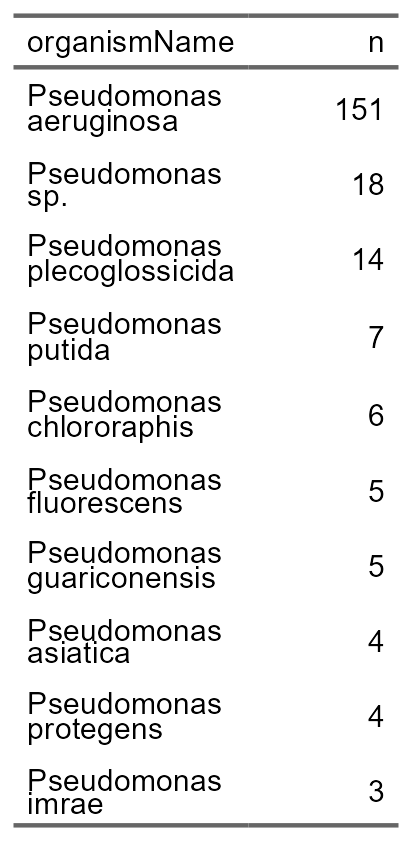 organismName n
Pseudomonas
aeruginosa 151
Pseudomonas
sp. 18
Pseudomonas
plecoglossicida 14
Pseudomonas
putida 7
Pseudomonas
chlororaphis 6
Pseudomonas
fluorescens 5
Pseudomonas
guariconensis 5
Pseudomonas
asiatica 4
Pseudomonas
protegens 4
Pseudomonas
imrae 3